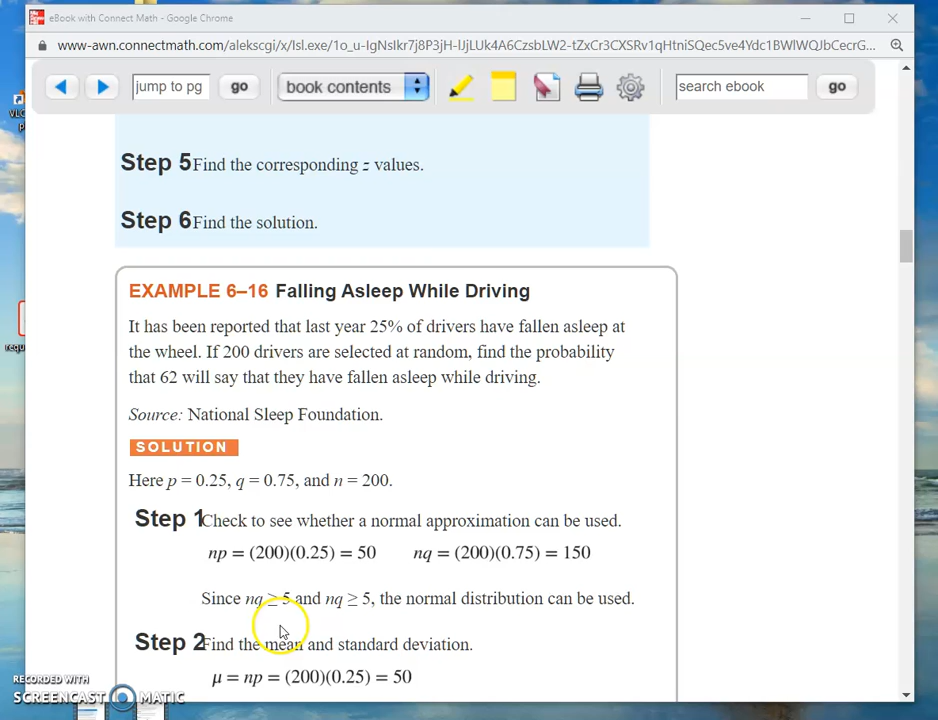 eBook with Connect Math - Google Chrome
www-awn.connectmath.com/alekscgi/x/Isl.exe/1o_u-IgNsIkr7j8P3jH-lJjLUk4A6CzsbLW2-tZxCr3CXSRv1qHtniSQec5ve4Ydc1BWlWQJbCecrG...
jump to pg go book contents search ebook go
Step 5 Find the corresponding z values.
Step 6 Find the solution.
EXAMPLE 6–16 Falling Asleep While Driving
It has been reported that last year 25% of drivers have fallen asleep at
the wheel. If 200 drivers are selected at random, find the probability
that 62 will say that they have fallen asleep while driving.
Source: National Sleep Foundation.
SOLUTION
Here p = 0.25, q = 0.75, and n = 200.
Step 1 Check to see whether a normal approximation can be used.
np = (200)(0.25) = 50 nq = (200)(0.75) = 150
Since nq ≥ 5 and nq ≥ 5, the normal distribution can be used.
Step 2 Find the mean and standard deviation.
μ = np = (200)(0.25) = 50
RECORDED WITH
SCREENCAST MATIC